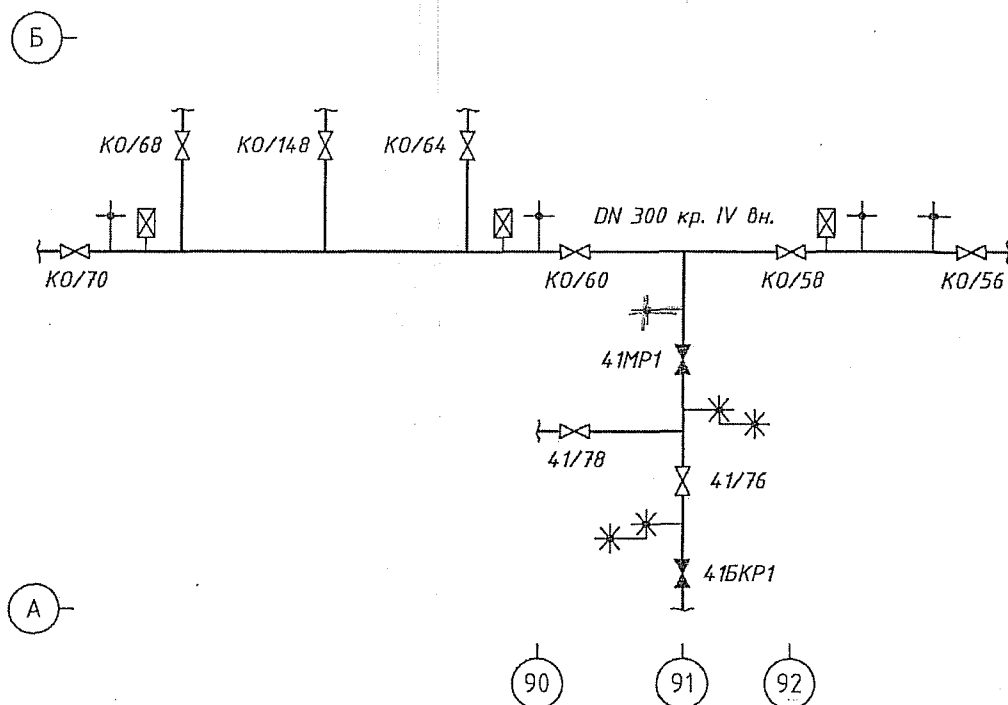 Б
КО/68
КО/148
КО/64
DN 300 кр. IV вн.
КО/70
КО/60
КО/58
КО/56
41МР1
41/78
41/76
41БКР1
А
90
91
92